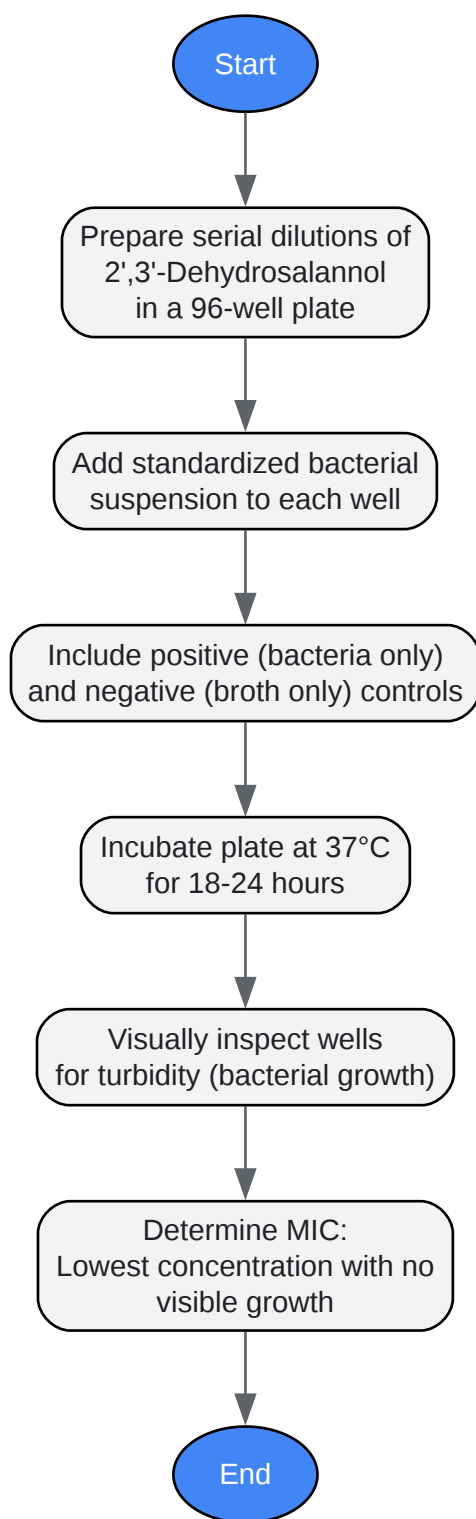 Start
Prepare serial dilutions of
2',3'-Dehydrosalannol
in a 96-well plate
Add standardized bacterial
suspension to each well
Include positive (bacteria only)
and negative (broth only) controls
Incubate plate at 37°C
for 18-24 hours
Visually inspect wells
for turbidity (bacterial growth)
Determine MIC:
Lowest concentration with no
visible growth
End